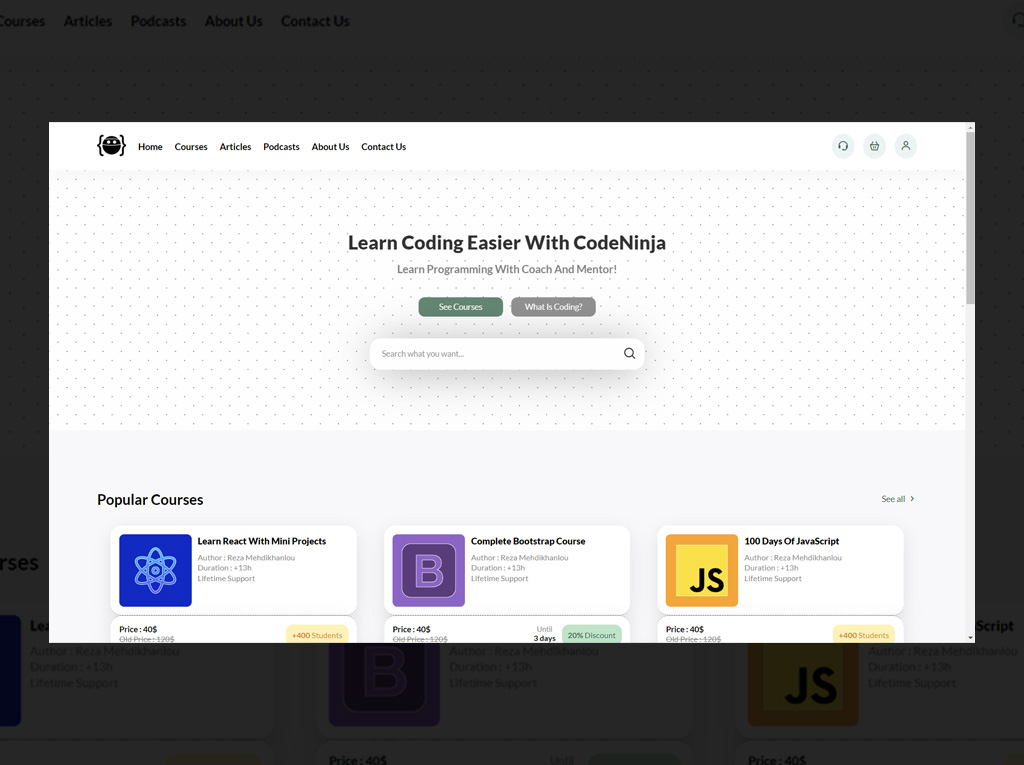 Courses Articles Podcasts About Us Contact Us
Home Courses Articles Podcasts About Us Contact Us
Learn Coding Easier With CodeNinja
Learn Programming With Coach And Mentor!
See Courses What Is Coding?
Search what you want...
Popular Courses See all
Learn React With Mini Projects
Author : Reza Mehdikhanlou
Duration : +13h
Lifetime Support
B
Complete Bootstrap Course
Author : Reza Mehdikhanlou
Duration : +13h
Lifetime Support
JS
100 Days Of JavaScript
Author : Reza Mehdikhanlou
Duration : +13h
Lifetime Support
Price : 40$
Old Price : 120$
+400 Students
Price : 40$
Old Price : 120$
Until
3 days
20% Discount
Price : 40$
Old Price : 120$
+400 Students
rses
Le
Script
Author : Reza Mehdikhanlou
Duration : +13h
Lifetime Support
B
Author : Reza Mehdikhanlou
Duration : +13h
Lifetime Support
JS
Author : Reza Mehdikhanlou
Duration : +13h
Lifetime Support
Price : 40$
Until
Price : 40$